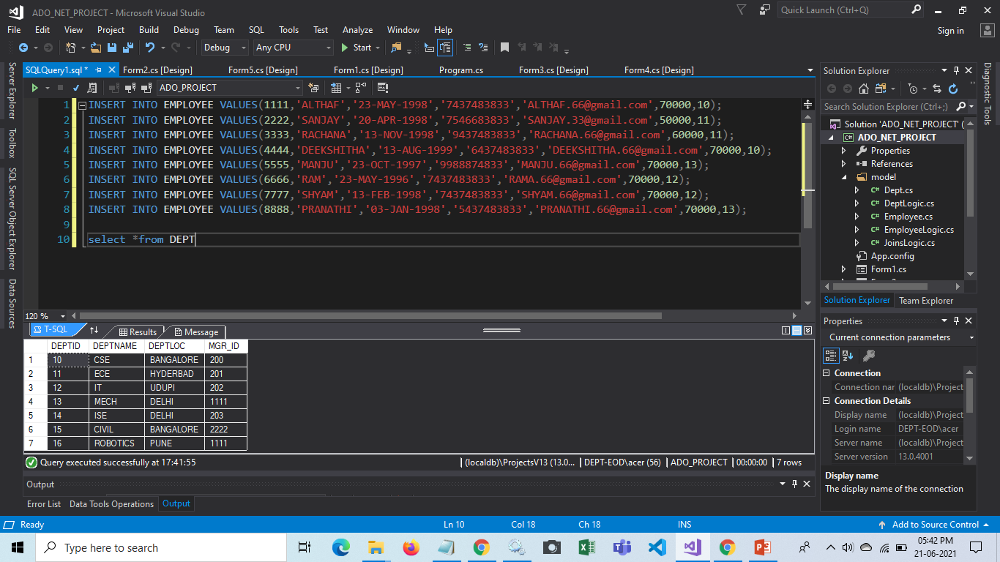 ADO_NET_PROJECT - Microsoft Visual Studio
Quick Launch (Ctrl+Q)
File Edit View Project Build Debug Team SQL Tools Test Analyze Window Help
Sign in
Debug Any CPU Start
SQLQuery1.sql * Form2.cs [Design] Form5.cs [Design] Form1.cs [Design] Program.cs Form3.cs [Design] Form4.cs [Design]
ADO_PROJECT
Server Explorer
Toolbox
SQL Server Object Explorer
Data Sources
1 INSERT INTO EMPLOYEE VALUES(1111,'ALTHAF','23-MAY-1998','7437483833','ALTHAF.66@gmail.com',70000,10);
2 INSERT INTO EMPLOYEE VALUES(2222,'SANJAY','20-APR-1998','7546683833','SANJAY.33@gmail.com',50000,11);
3 INSERT INTO EMPLOYEE VALUES(3333,'RACHANA','13-NOV-1998','9437483833','RACHANA.66@gmail.com',60000,11);
4 INSERT INTO EMPLOYEE VALUES(4444,'DEEKSHITHA','13-AUG-1999','6437483833','DEEKSHITHA.66@gmail.com',70000,10);
5 INSERT INTO EMPLOYEE VALUES(5555,'MANJU','23-OCT-1997','9988874833','MANJU.66@gmail.com',70000,13);
6 INSERT INTO EMPLOYEE VALUES(6666,'RAM','23-MAY-1996','7437483833','RAMA.66@gmail.com',70000,12);
7 INSERT INTO EMPLOYEE VALUES(7777,'SHYAM','13-FEB-1998','7437483833','SHYAM.66@gmail.com',70000,12);
8 INSERT INTO EMPLOYEE VALUES(8888,'PRANATHI','03-JAN-1998','5437483833','PRANATHI.66@gmail.com',70000,13);
9
10 select *from DEPT
120 %
T-SQL Results Message
DEPTID DEPTNAME DEPTLOC MGR_ID
1 10 CSE BANGALORE 200
2 11 ECE HYDERBAD 201
3 12 IT UDUPI 202
4 13 MECH DELHI 1111
5 14 ISE DELHI 203
6 15 CIVIL BANGALORE 2222
7 16 ROBOTICS PUNE 1111
Query executed successfully at 17:41:55 (localdb)\ProjectsV13 (13.0... DEPT-EOD\acer (56) ADO_PROJECT 00:00:00 7 rows
Output
Error List Data Tools Operations Output
Solution Explorer
Search Solution Explorer (Ctrl+;)
Solution 'ADO_NET_PROJECT' (
ADO_NET_PROJECT
Properties
References
model
C# Dept.cs
C# DeptLogic.cs
C# Employee.cs
C# EmployeeLogic.cs
C# JoinsLogic.cs
App.config
Form1.cs
Solution Explorer Team Explorer
Diagnostic Tools
Properties
Current connection parameters
Connection
Connection nar (localdb)\Project
Connection Details
Display name (localdb)\Project
Login name DEPT-EOD\acer
Server name (localdb)\Project
Server version 13.0.4001
Display name
The display name of the connection
Ready Ln 10 Col 18 Ch 18 INS Add to Source Control
Type here to search
05:42 PM
21-06-2021